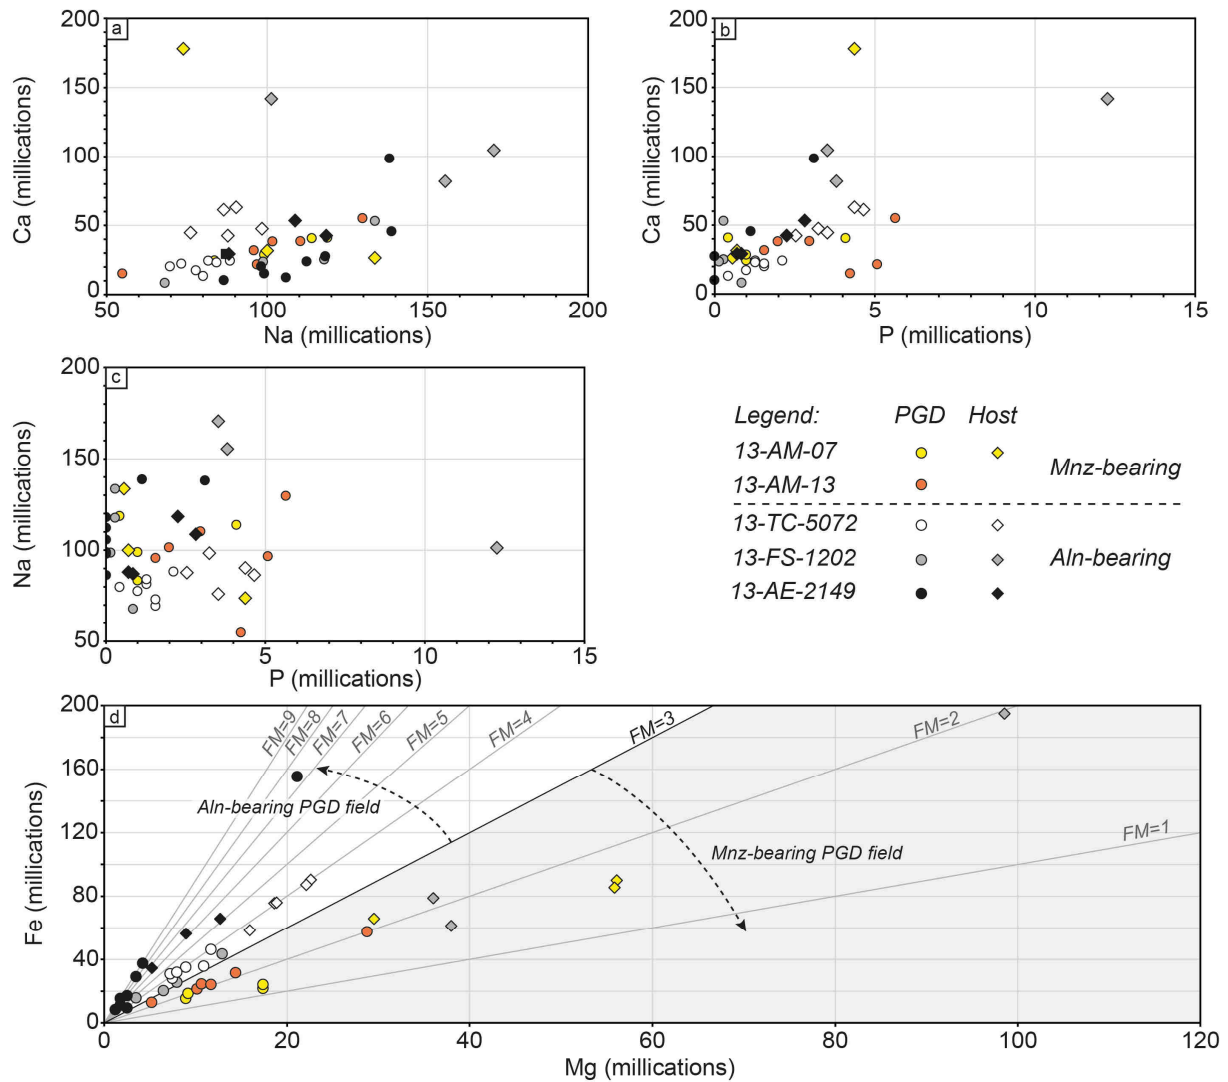 a
200
150
100
50
0
Ca (millications)
50
100
150
200
Na (millications)
b
200
150
100
50
0
Ca (millications)
0
5
10
15
P (millications)
c
200
150
100
50
Na (millications)
0
5
10
15
P (millications)
Legend: PGD Host
13-AM-07
13-AM-13
Mnz-bearing
13-TC-5072
13-FS-1202
13-AE-2149
Aln-bearing
d
200
160
120
80
40
0
Fe (millications)
FM=9
FM=8
FM=7
FM=6
FM=5
FM=4
FM=3
FM=2
FM=1
Aln-bearing PGD field
Mnz-bearing PGD field
0
20
40
60
80
100
120
Mg (millications)